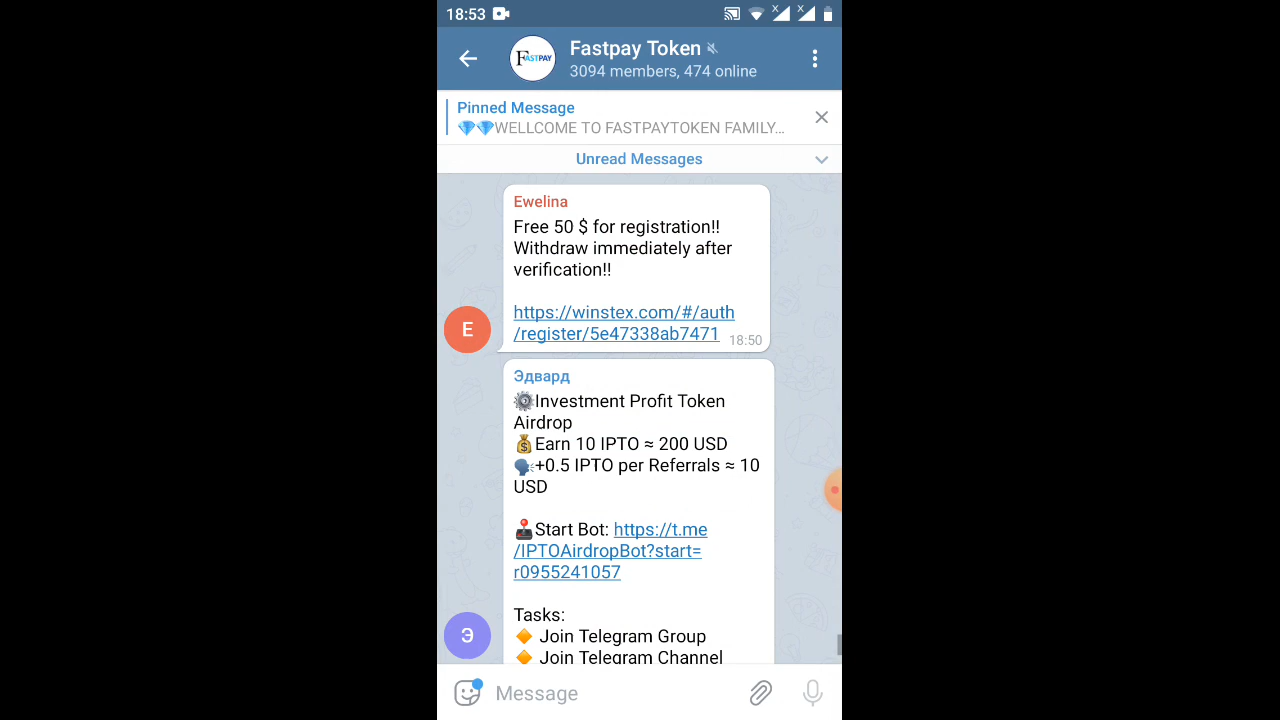 18:53
FASTPAY
Fastpay Token
3094 members, 474 online
Pinned Message
💎💎WELLCOME TO FASTPAYTOKEN FAMILY...
Unread Messages
Ewelina
Free 50 $ for registration!!
Withdraw immediately after
verification!!
https://winstex.com/#/auth
/register/5e47338ab7471
18:50
E
Эдвард
⚙Investment Profit Token
Airdrop
💰Earn 10 IPTO ≈ 200 USD
🗣+0.5 IPTO per Referrals ≈ 10
USD
🕹Start Bot: https://t.me
/IPTOAirdropBot?start=
r0955241057
Tasks:
🔶 Join Telegram Group
🔶 Join Telegram Channel
Э
Message